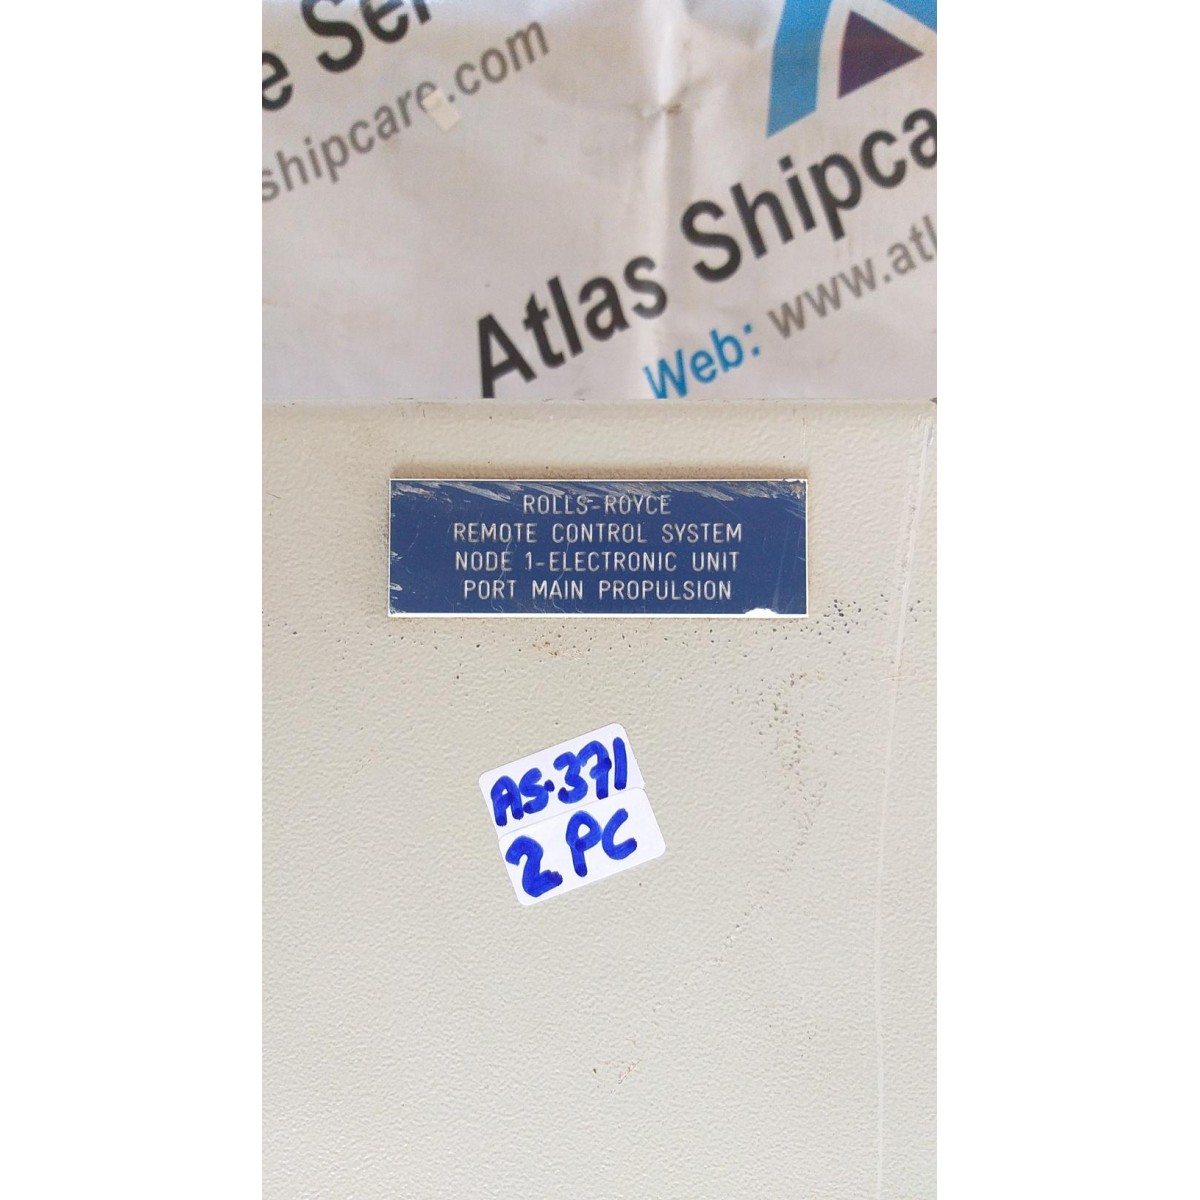 e Ser
shipcare.com
Atlas Shipca
Web: www.atl
ROLLS-ROYCE
REMOTE CONTROL SYSTEM
NODE 1-ELECTRONIC UNIT
PORT MAIN PROPULSION
AS.371
2 PC